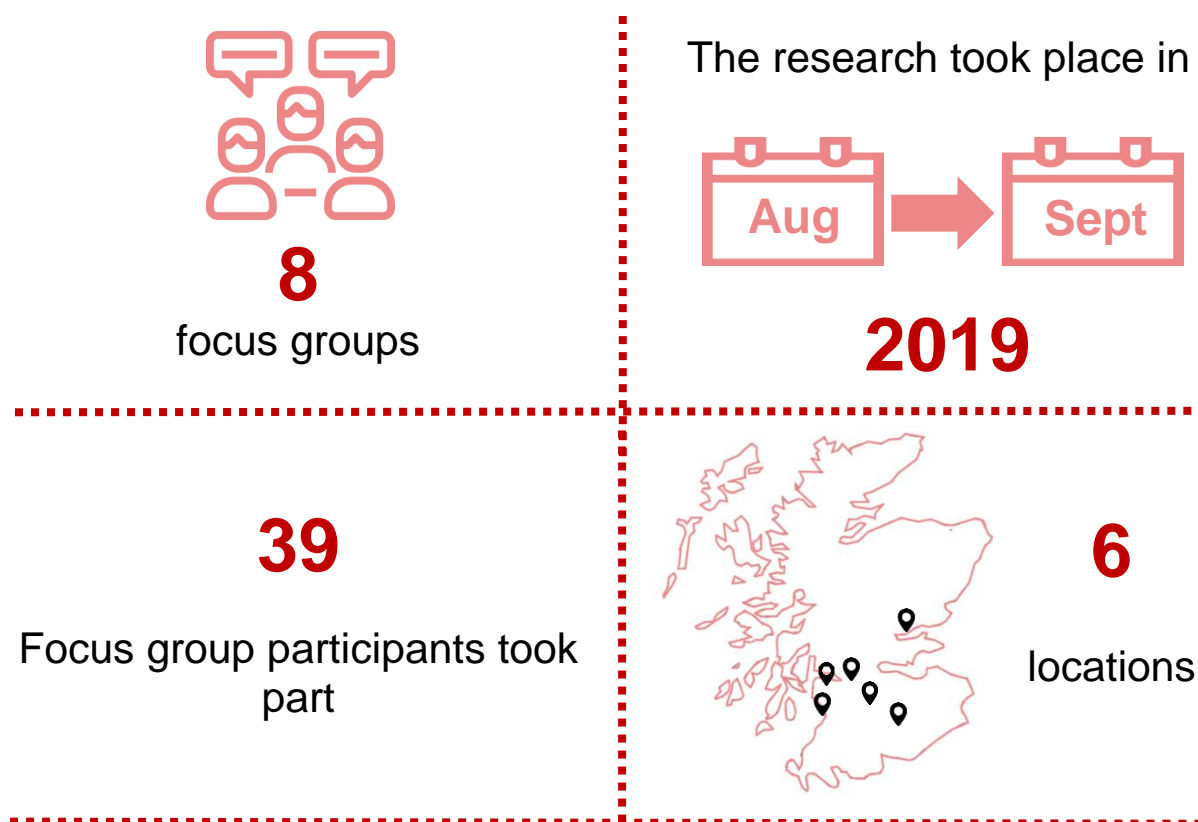 8
focus groups
The research took place in
Aug
Sept
2019
39
Focus group participants took
part
6
locations